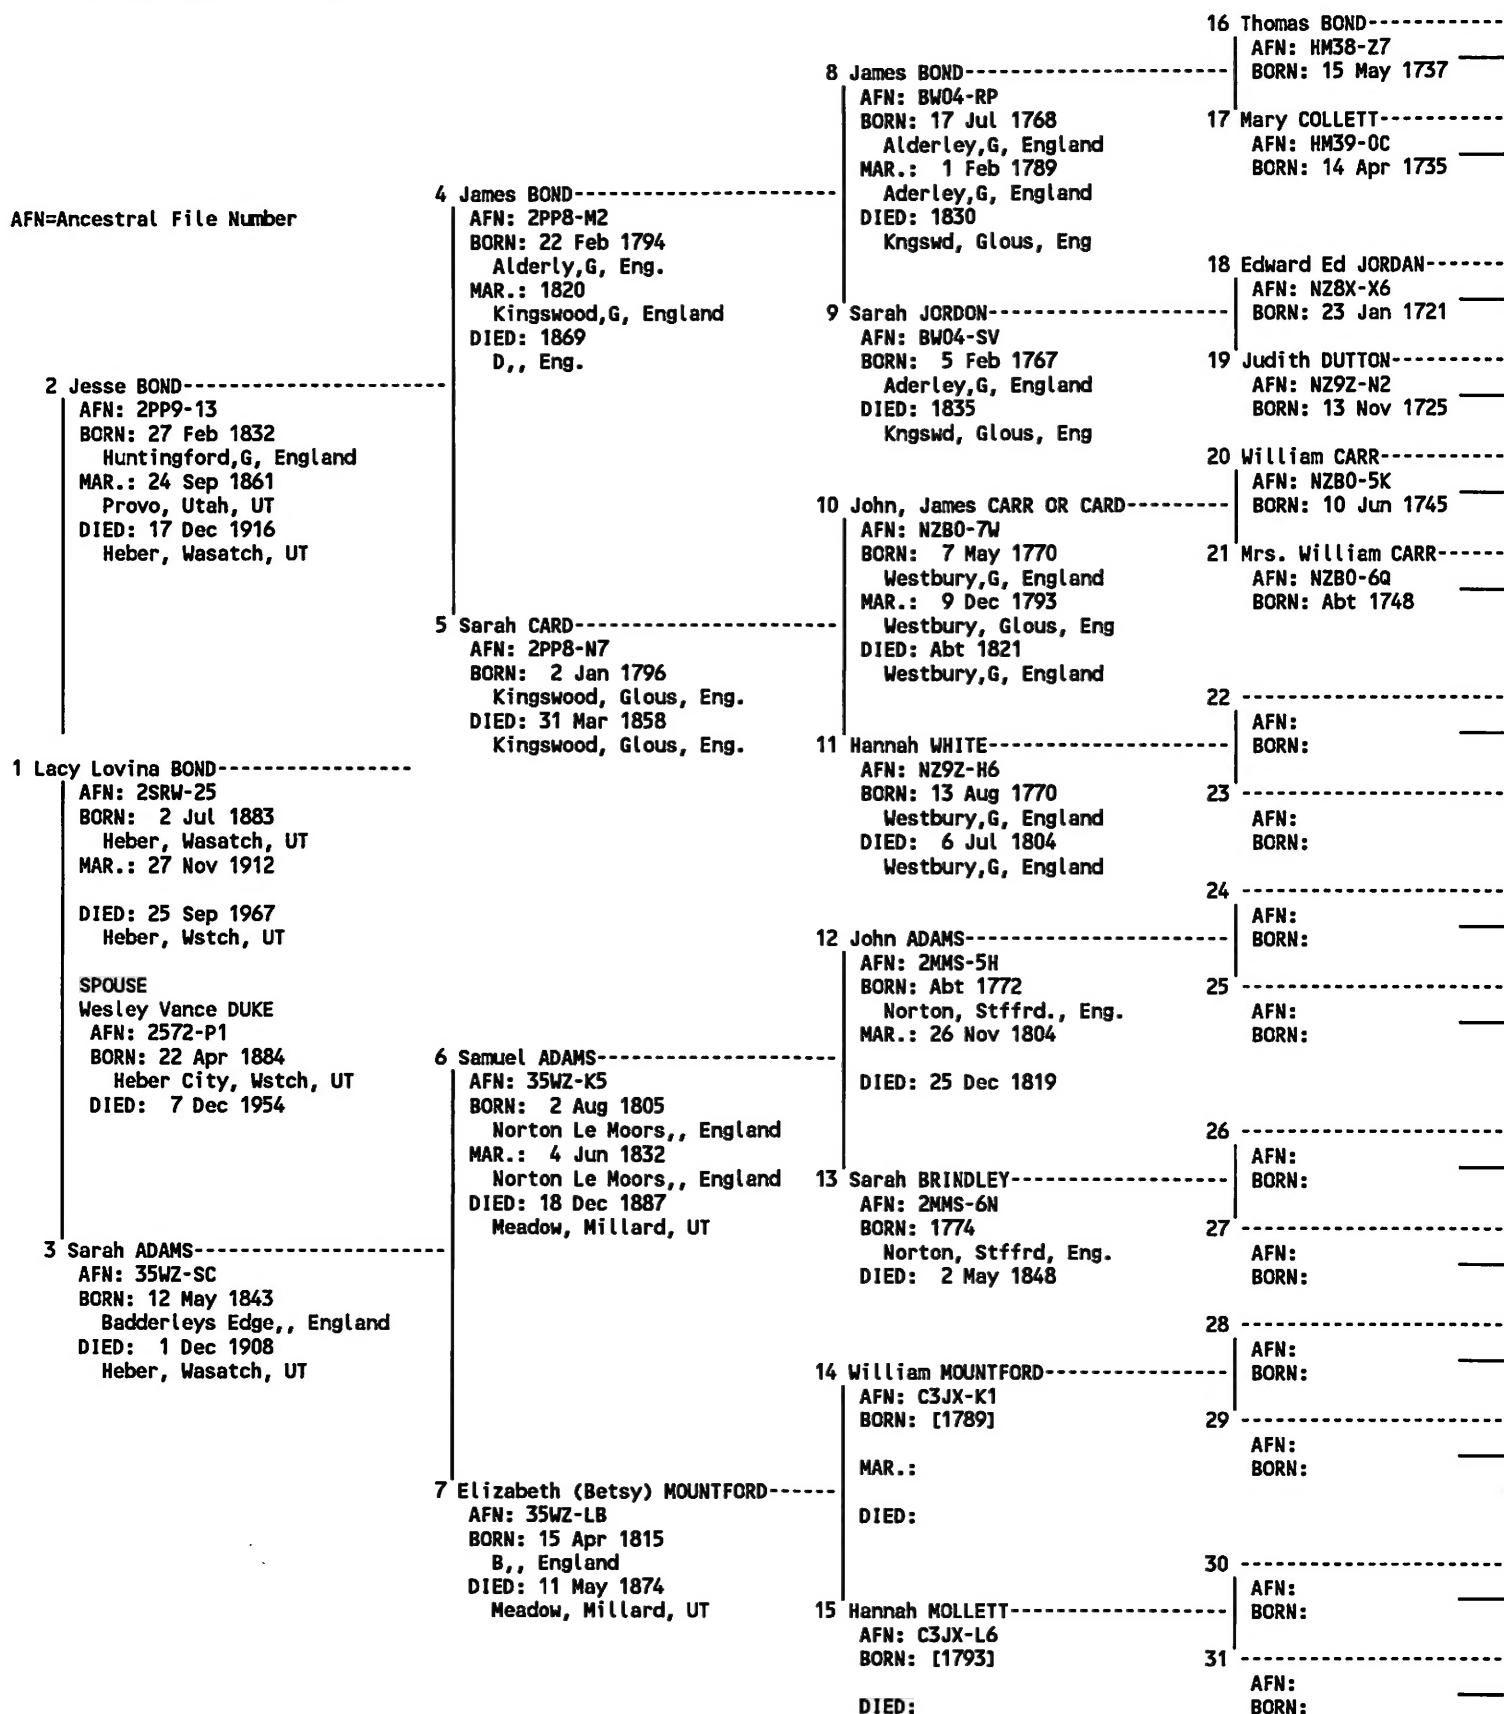 AFN=Ancestral File Number
1 Lacy Lovina BOND
AFN: 2SRW-25
BORN: 2 Jul 1883
Heber, Wasatch, UT
MAR.: 27 Nov 1912
DIED: 25 Sep 1967
Heber, Wstch, UT
SPOUSE
Wesley Vance DUKE
AFN: 2572-P1
BORN: 22 Apr 1884
Heber City, Wstch, UT
DIED: 7 Dec 1954
2 Jesse BOND
AFN: 2PP9-13
BORN: 27 Feb 1832
Huntingford,G, England
MAR.: 24 Sep 1861
Provo, Utah, UT
DIED: 17 Dec 1916
Heber, Wasatch, UT
3 Sarah ADAMS
AFN: 35WZ-SC
BORN: 12 May 1843
Badderleys Edge,, England
DIED: 1 Dec 1908
Heber, Wasatch, UT
4 James BOND
AFN: 2PP8-M2
BORN: 22 Feb 1794
Alderly,G, Eng.
MAR.: 1820
Kingswood,G, England
DIED: 1869
D,, Eng.
5 Sarah CARD
AFN: 2PP8-N7
BORN: 2 Jan 1796
Kingswood, Glous, Eng.
DIED: 31 Mar 1858
Kingswood, Glous, Eng.
6 Samuel ADAMS
AFN: 35WZ-K5
BORN: 2 Aug 1805
Norton Le Moors,, England
MAR.: 4 Jun 1832
Norton Le Moors,, England
DIED: 18 Dec 1887
Meadow, Millard, UT
7 Elizabeth (Betsy) MOUNTFORD
AFN: 35WZ-LB
BORN: 15 Apr 1815
B,, England
DIED: 11 May 1874
Meadow, Millard, UT
8 James BOND
AFN: BW04-RP
BORN: 17 Jul 1768
Alderley,G, England
MAR.: 1 Feb 1789
Aderley,G, England
DIED: 1830
Kngswd, Glous, Eng
9 Sarah JORDON
AFN: BW04-SV
BORN: 5 Feb 1767
Aderley,G, England
DIED: 1835
Kngswd, Glous, Eng
10 John, James CARR OR CARD
AFN: NZB0-7W
BORN: 7 May 1770
Westbury,G, England
MAR.: 9 Dec 1793
Westbury, Glous, Eng
DIED: Abt 1821
Westbury,G, England
11 Hannah WHITE
AFN: NZ9Z-H6
BORN: 13 Aug 1770
Westbury,G, England
DIED: 6 Jul 1804
Westbury,G, England
12 John ADAMS
AFN: 2MMS-5H
BORN: Abt 1772
Norton, Stffrd., Eng.
MAR.: 26 Nov 1804
DIED: 25 Dec 1819
13 Sarah BRINDLEY
AFN: 2MMS-6N
BORN: 1774
Norton, Stffrd, Eng.
DIED: 2 May 1848
14 William MOUNTFORD
AFN: C3JX-K1
BORN: [1789]
MAR.:
DIED:
15 Hannah MOLLETT
AFN: C3JX-L6
BORN: [1793]
DIED:
16 Thomas BOND
AFN: HM38-Z7
BORN: 15 May 1737
17 Mary COLLETT
AFN: HM39-0C
BORN: 14 Apr 1735
18 Edward Ed JORDAN
AFN: NZ8X-X6
BORN: 23 Jan 1721
19 Judith DUTTON
AFN: NZ9Z-N2
BORN: 13 Nov 1725
20 William CARR
AFN: NZB0-5K
BORN: 10 Jun 1745
21 Mrs. William CARR
AFN: NZB0-6Q
BORN: Abt 1748
22
AFN:
BORN:
23
AFN:
BORN:
24
AFN:
BORN:
25
AFN:
BORN:
26
AFN:
BORN:
27
AFN:
BORN:
28
AFN:
BORN:
29
AFN:
BORN:
30
AFN:
BORN:
31
AFN:
BORN: